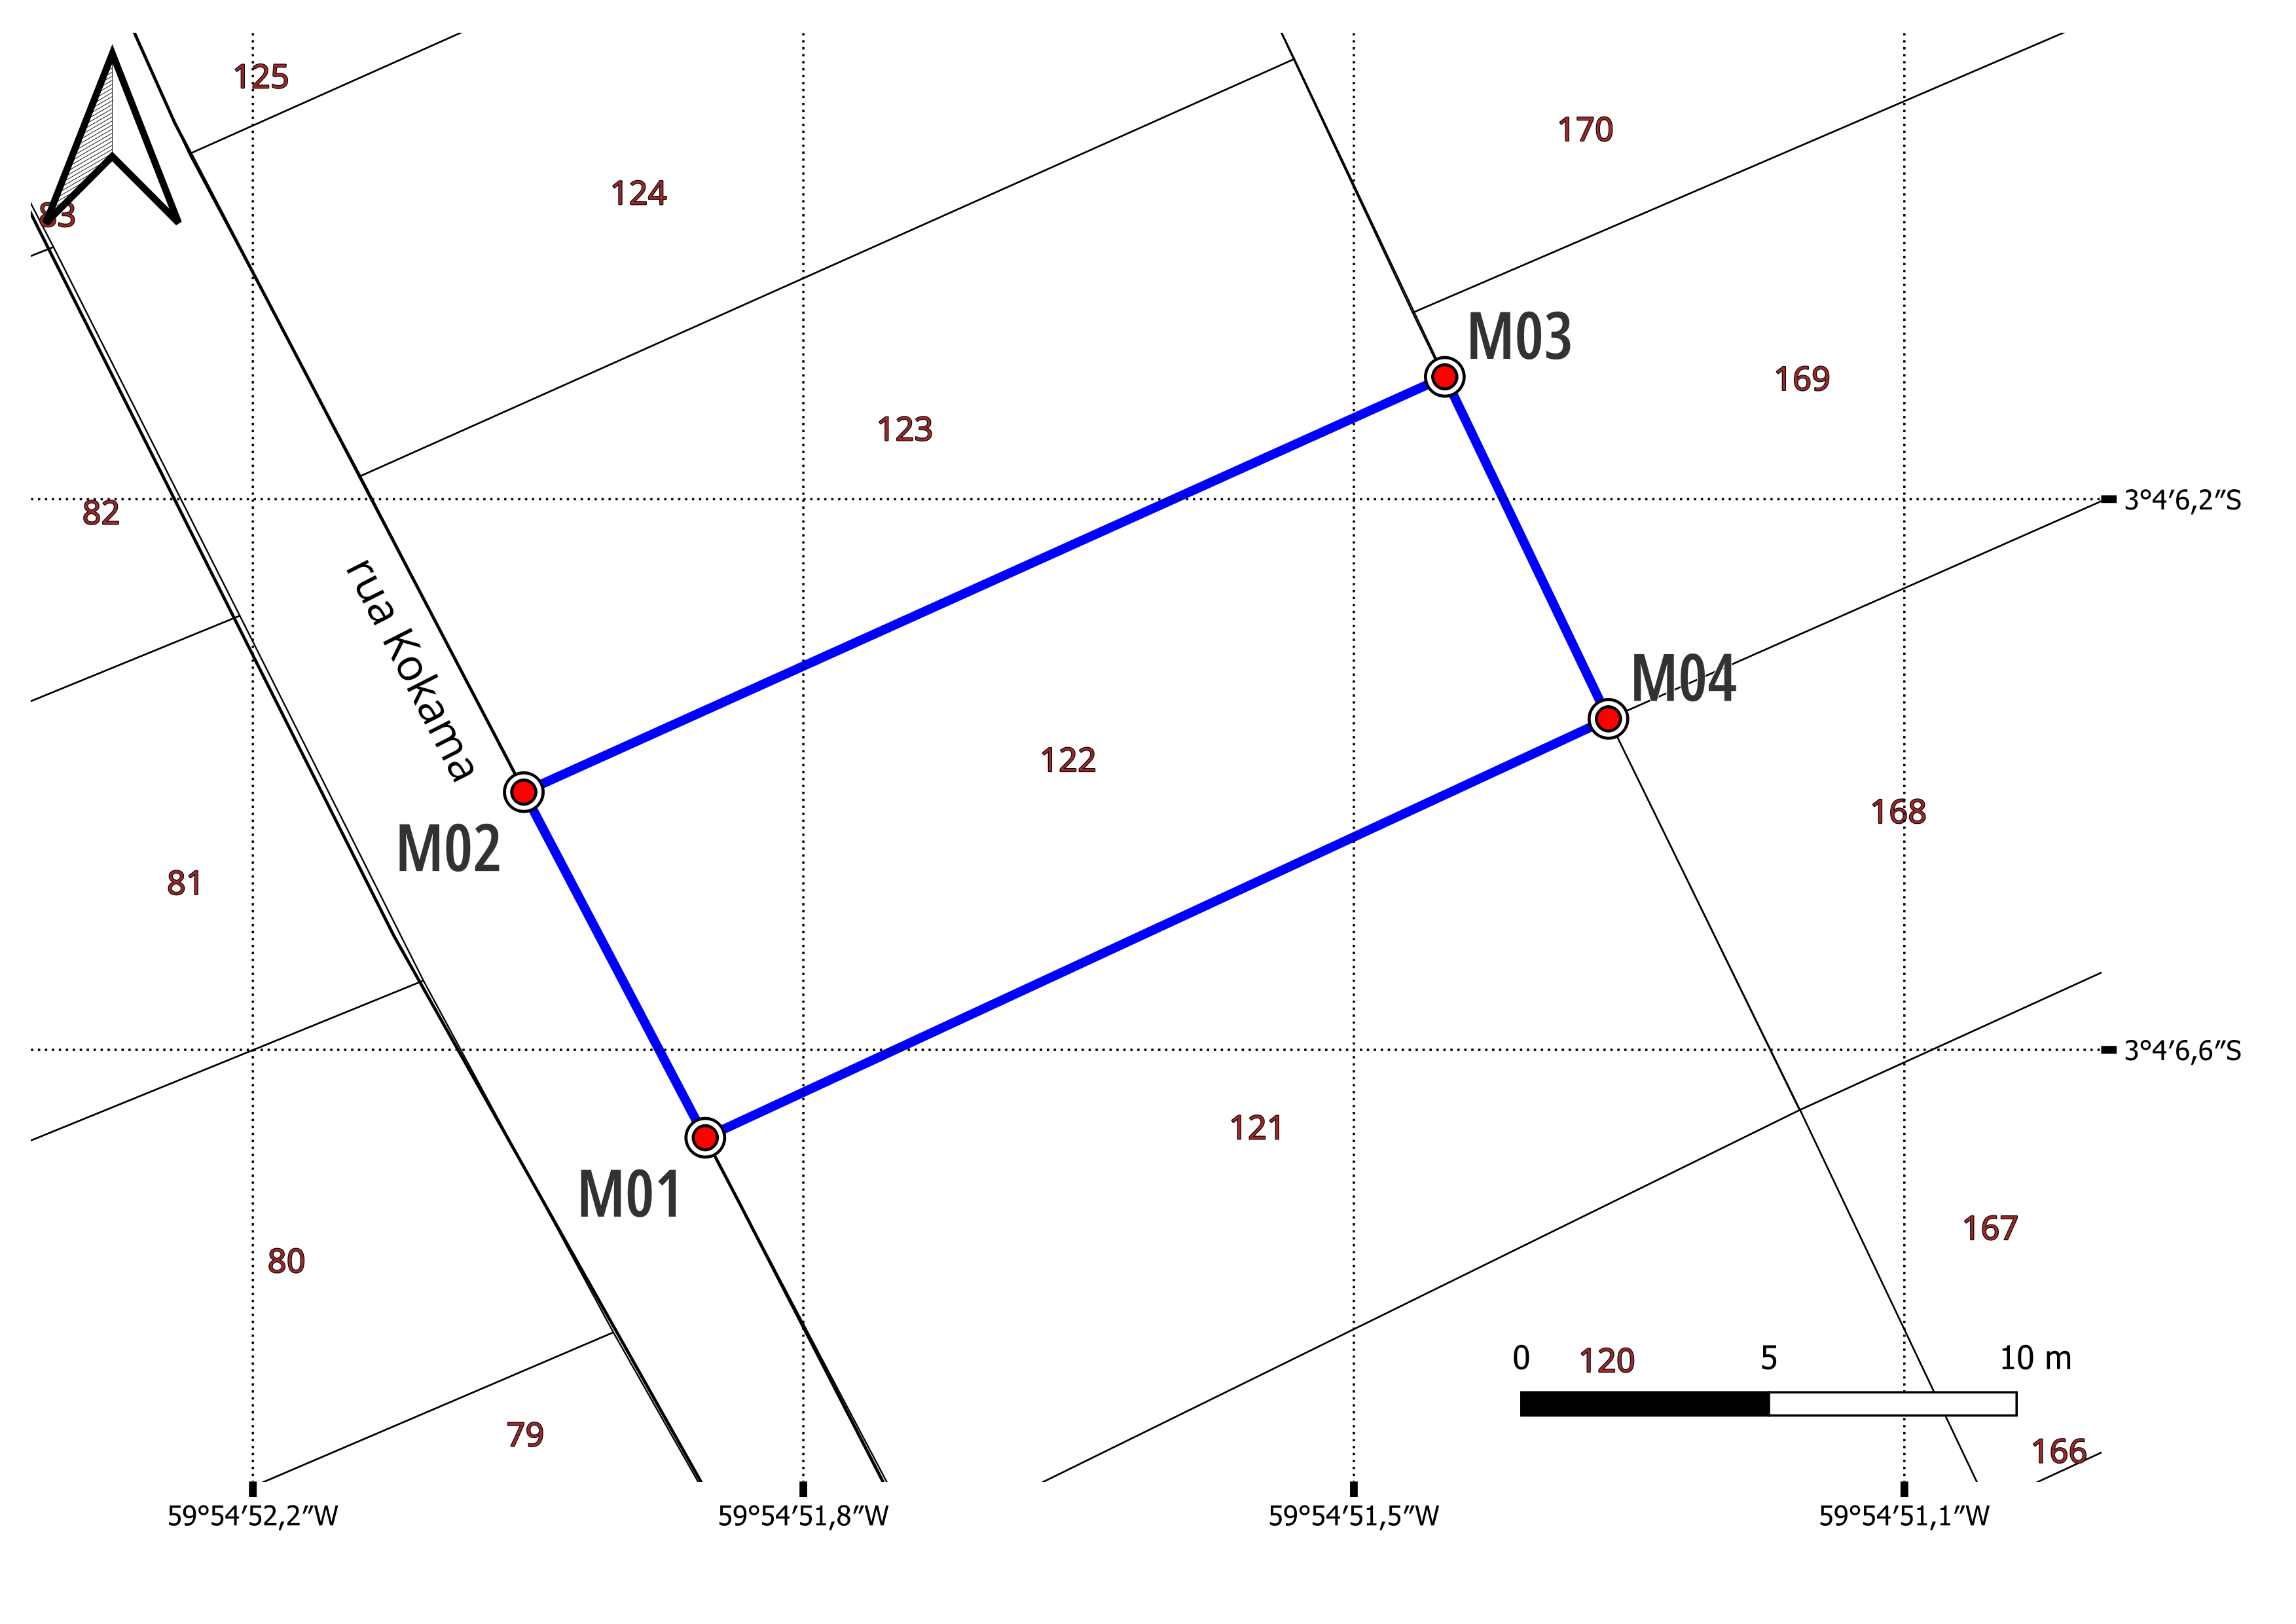 125
170
124
83
M03
169
123
3°4′6,2″S
82
rua Kokama
M04
122
168
M02
81
3°4′6,6″S
121
M01
167
80
0 5 10 m
120
79
166
59°54′52,2″W 59°54′51,8″W 59°54′51,5″W 59°54′51,1″W